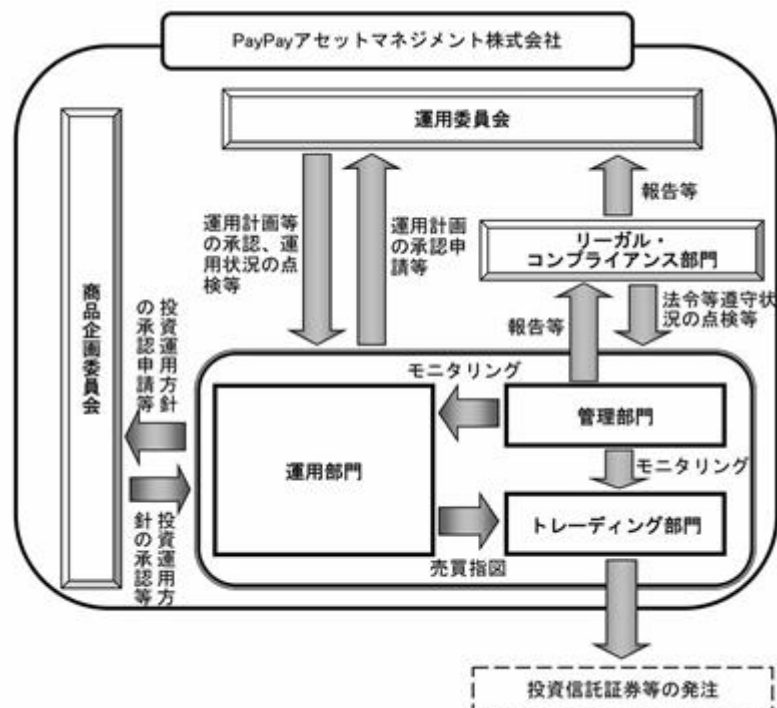 PayPayアセットマネジメント株式会社
運用委員会
運用計画等
の承認、運
用状況の点
検等
運用計画
の承認申
請等
報告等
リーガル・
コンプライアンス部門
報告等
法令等遵守状
況の点検等
商品企画委員会
投資運用方針
の承認申請等
投資運用方
針の承認等
モニタリング
管理部門
運用部門
モニタリング
トレーディング部門
売買指図
投資信託証券等の発注